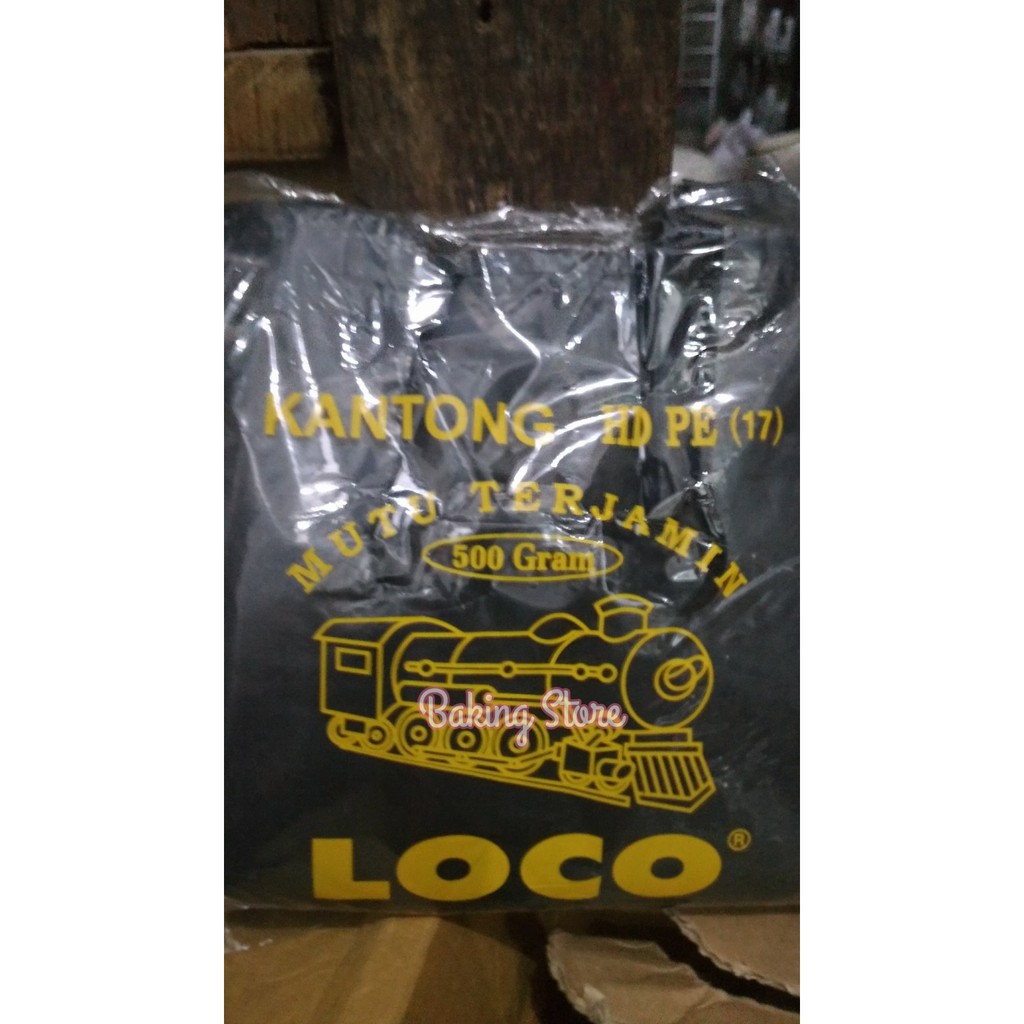 KANTONG HD PE (17)
MUTU TERJAMIN
500 Gram
Baking Store
LOCO ®